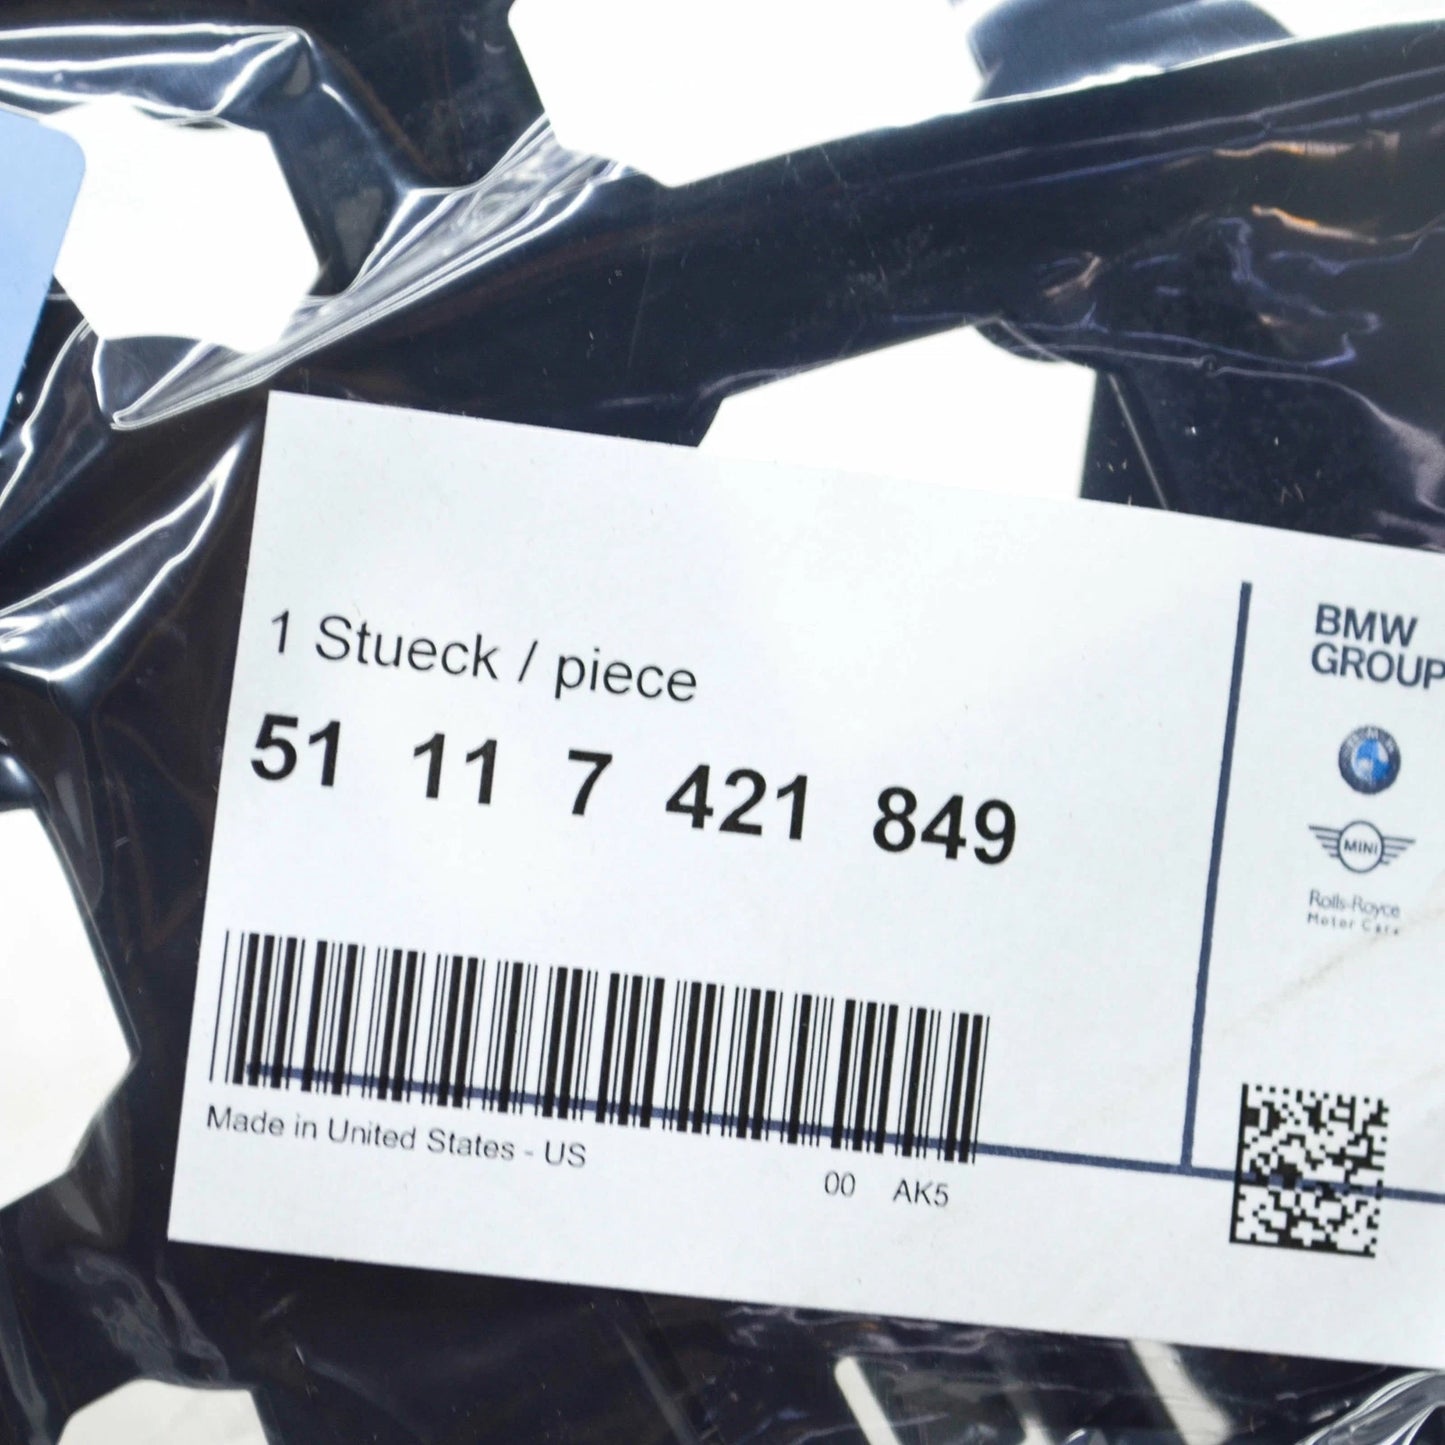 1 Stueck / piece
51 11 7 421 849
Made in United States - US
00 AK5
BMW
GROUP
MINI
Rolls-Royce
Motor Cars